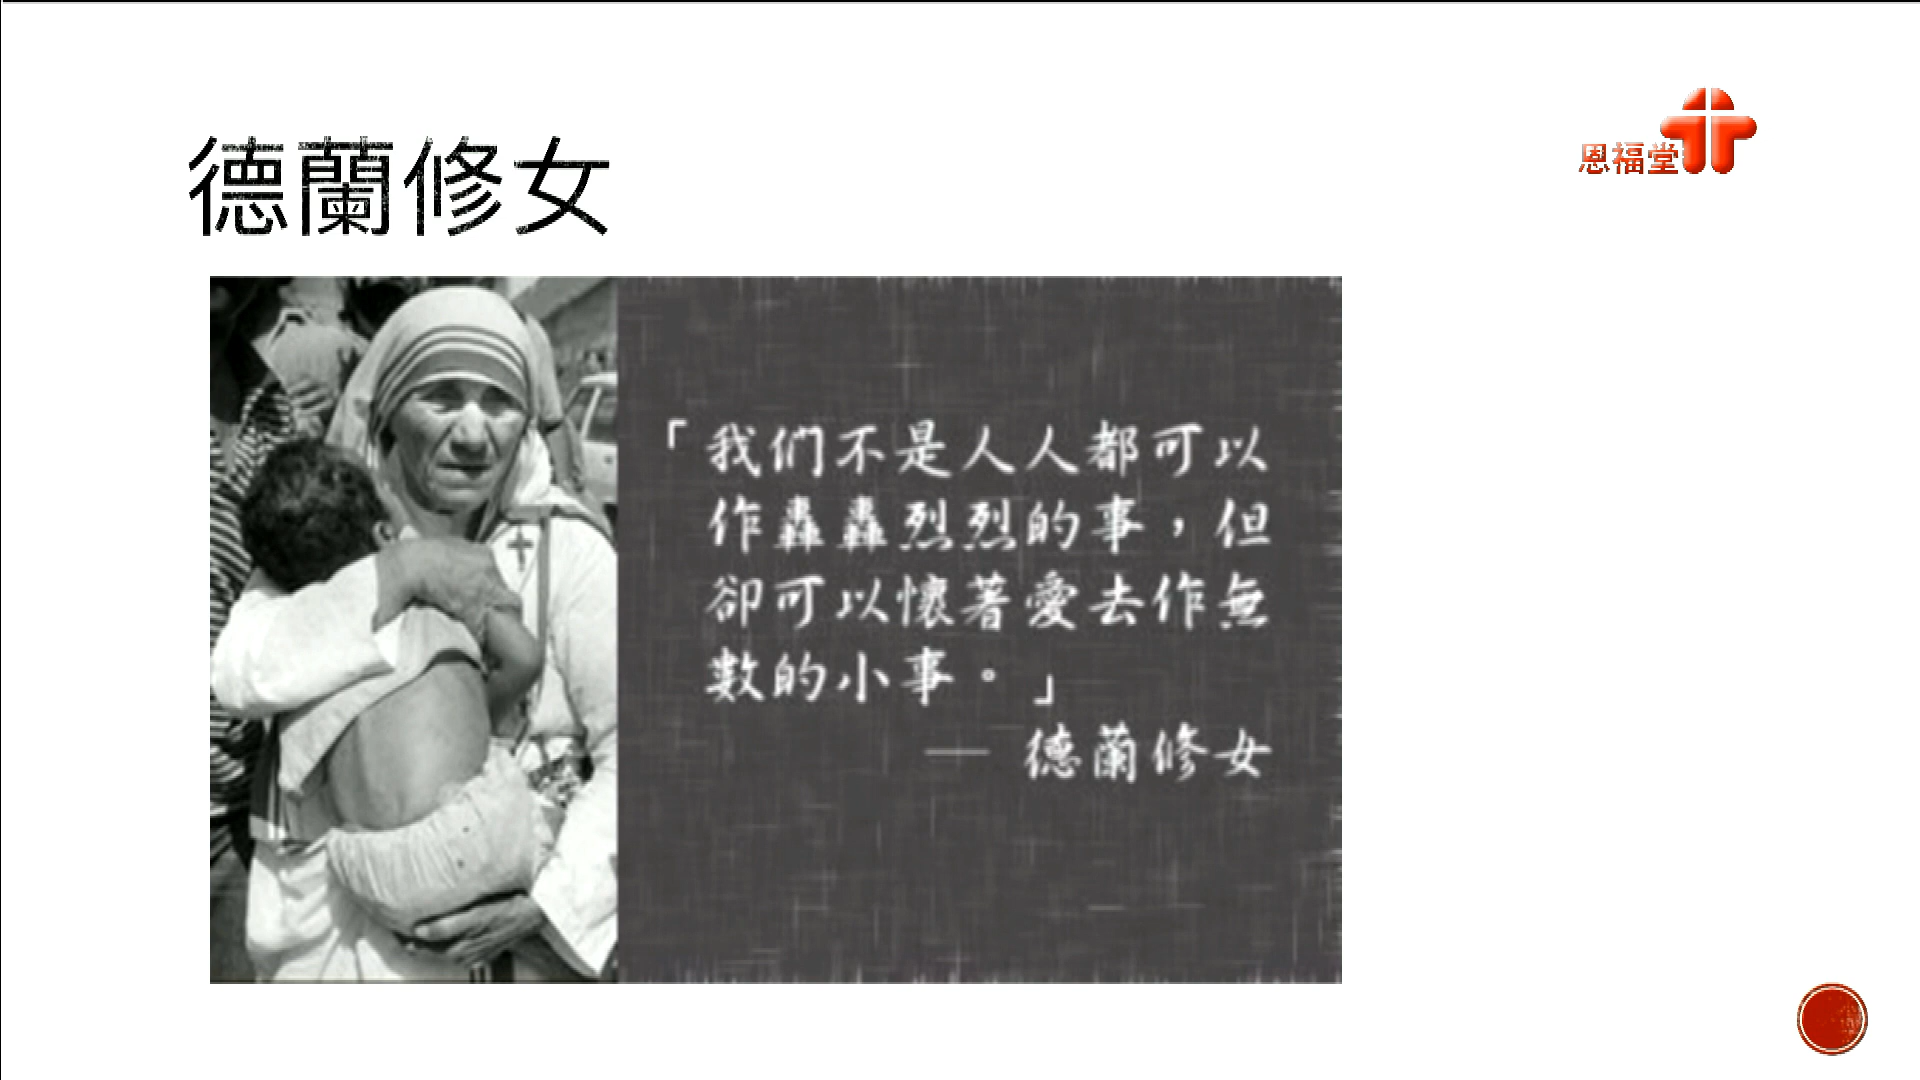 德蘭修女
恩福堂
「我们不是人人都可以
作轟轟烈烈的事，但
卻可以懷著愛去作無
數的小事。」
— 德蘭修女